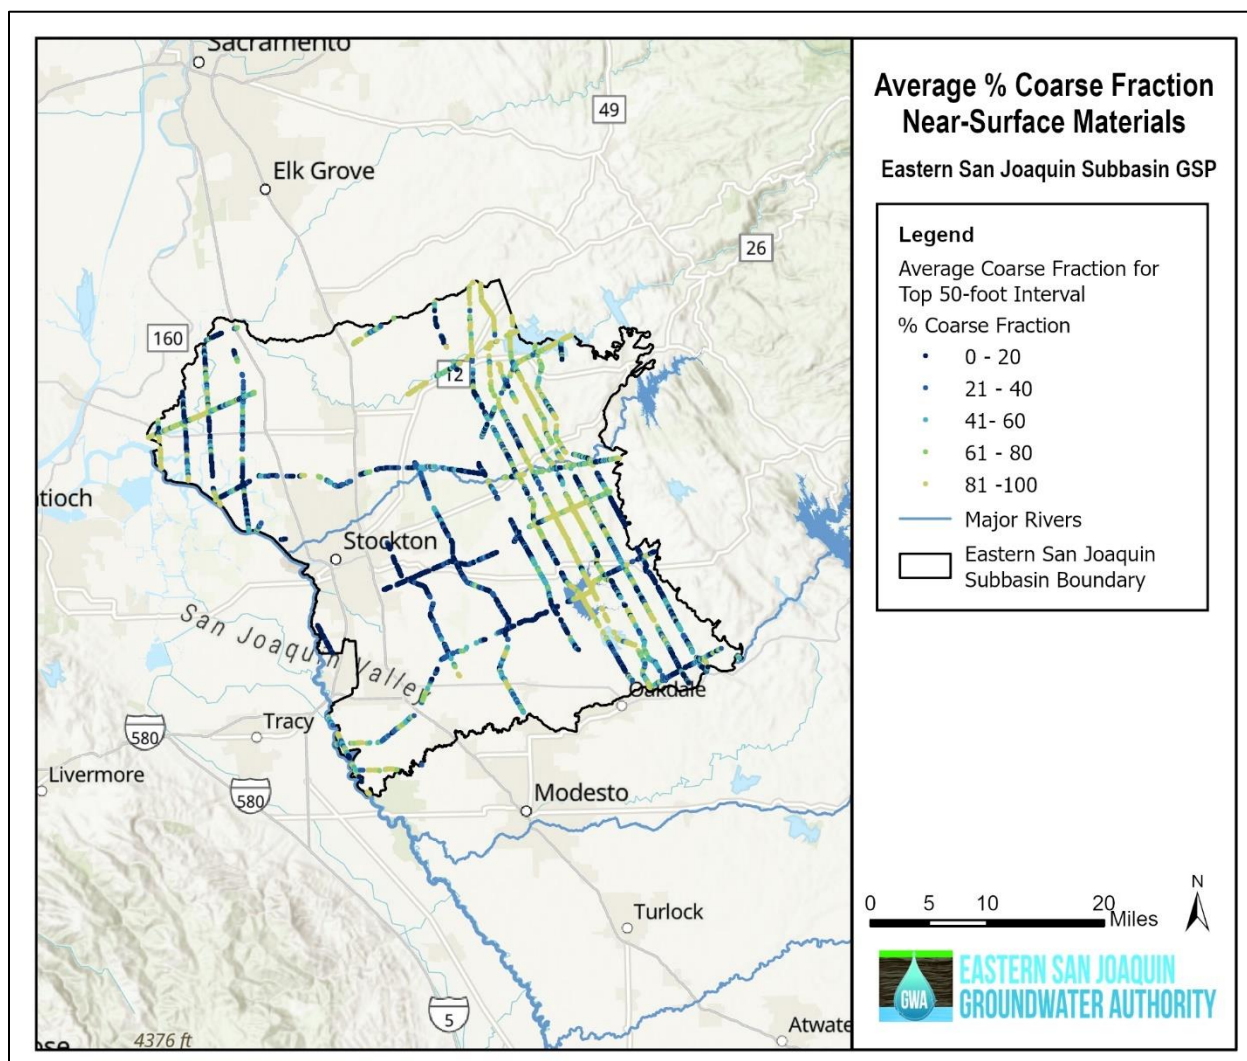 Sacramento
49
Elk Grove
26
160
12
ntioch
Stockton
San Joaquin Valley
Oakdale
Tracy
580
Livermore
580
Modesto
Turlock
5
Atwate
ose
4376 ft
Average % Coarse Fraction
Near-Surface Materials
Eastern San Joaquin Subbasin GSP
Legend
Average Coarse Fraction for
Top 50-foot Interval
% Coarse Fraction
0 - 20
21 - 40
41- 60
61 - 80
81 -100
Major Rivers
Eastern San Joaquin
Subbasin Boundary
N
0 5 10 20
Miles
GWA
EASTERN SAN JOAQUIN
GROUNDWATER AUTHORITY